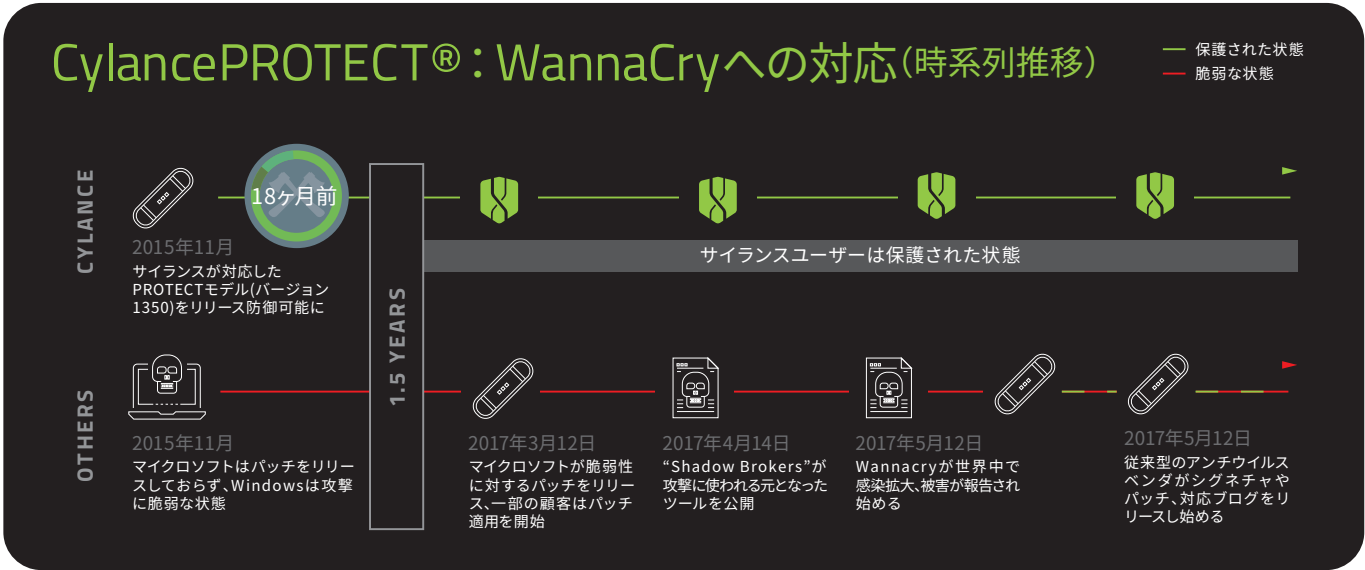 CylancePROTECT®：WannaCryへの対応（時系列推移）
保護された状態
脆弱な状態
CYLANCE
18ヶ月前
2015年11月
サイランスが対応した
PROTECTモデル(バージョン
1350)をリリース防御可能に
サイランスユーザーは保護された状態
1.5 YEARS
OTHERS
2015年11月
マイクロソフトはパッチをリリー
スしておらず、Windowsは攻撃
に脆弱な状態
2017年3月12日
マイクロソフトが脆弱性
に対するパッチをリリー
ス、一部の顧客はパッチ
適用を開始
2017年4月14日
“Shadow Brokers”が
攻撃に使われる元となった
ツールを公開
2017年5月12日
Wannacryが世界中で
感染拡大、被害が報告され
始める
2017年5月12日
従来型のアンチウイルス
ベンダがシグネチャや
パッチ、対応ブログをリ
リースし始める